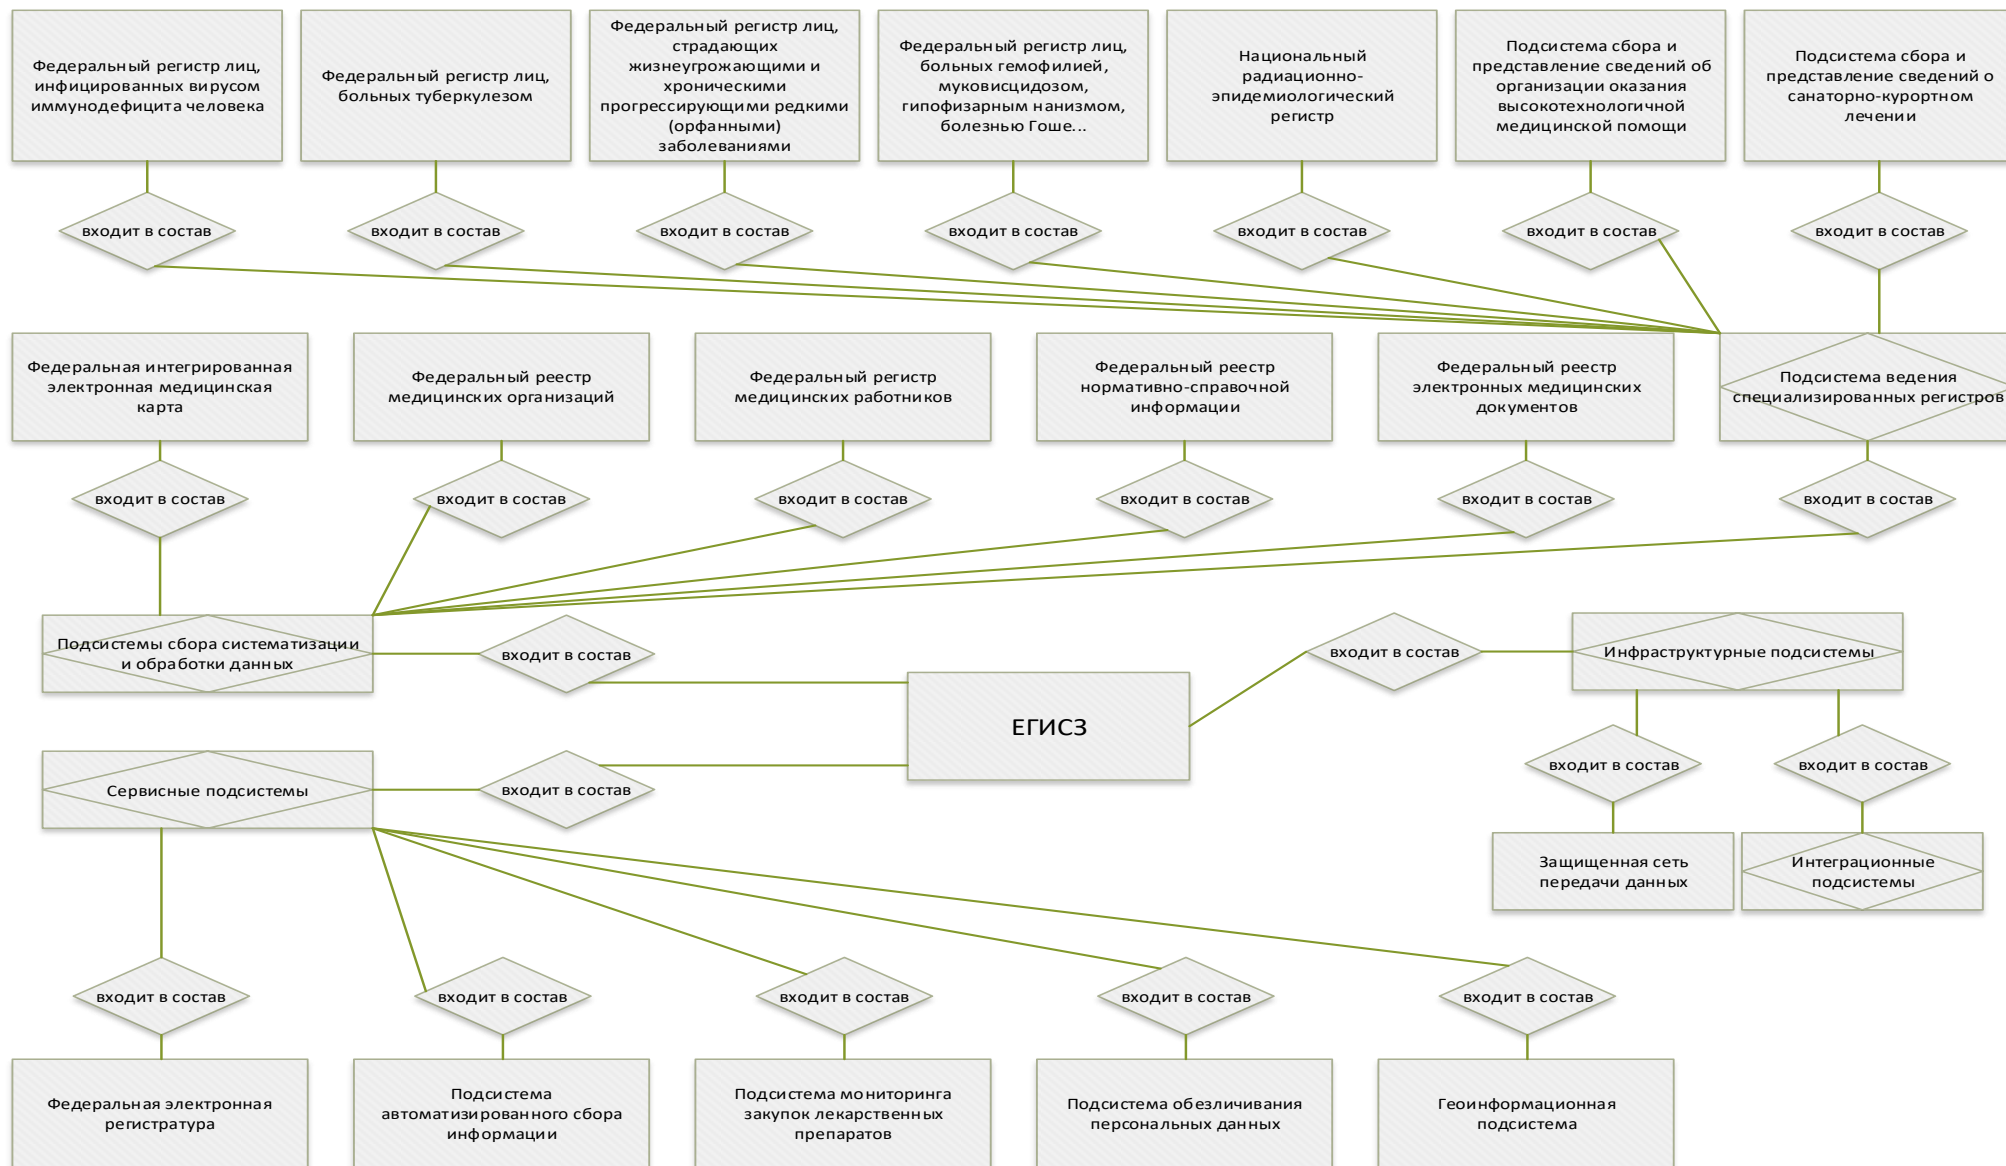 Федеральный регистр лиц,
инфицированных вирусом
иммунодефицита человека
Федеральный регистр лиц,
больных туберкулезом
Федеральный регистр лиц,
страдающих
жизнеугрожающими и
хроническими
прогрессирующими редкими
(орфанными)
заболеваниями
Федеральный регистр лиц,
больных гемофилией,
муковисцидозом,
гипофизарным нанизмом,
болезнью Гоше...
Национальный
радиационно-
эпидемиологический
регистр
Подсистема сбора и
представление сведений об
организации оказания
высокотехнологичной
медицинской помощи
Подсистема сбора и
представление сведений о
санаторно-курортном
лечении
входит в состав
входит в состав
входит в состав
входит в состав
входит в состав
входит в состав
входит в состав
Федеральная интегрированная
электронная медицинская
карта
Федеральный реестр
медицинских организаций
Федеральный регистр
медицинских работников
Федеральный реестр
нормативно-справочной
информации
Федеральный реестр
электронных медицинских
документов
Подсистема ведения
специализированных регистров
входит в состав
входит в состав
входит в состав
входит в состав
входит в состав
входит в состав
Подсистемы сбора систематизации
и обработки данных
входит в состав
входит в состав
Инфраструктурные подсистемы
ЕГИСЗ
Сервисные подсистемы
входит в состав
входит в состав
входит в состав
Защищенная сеть
передачи данных
Интеграционные
подсистемы
входит в состав
входит в состав
входит в состав
входит в состав
входит в состав
Федеральная электронная
регистратура
Подсистема
автоматизированного сбора
информации
Подсистема мониторинга
закупок лекарственных
препаратов
Подсистема обезличивания
персональных данных
Геоинформационная
подсистема